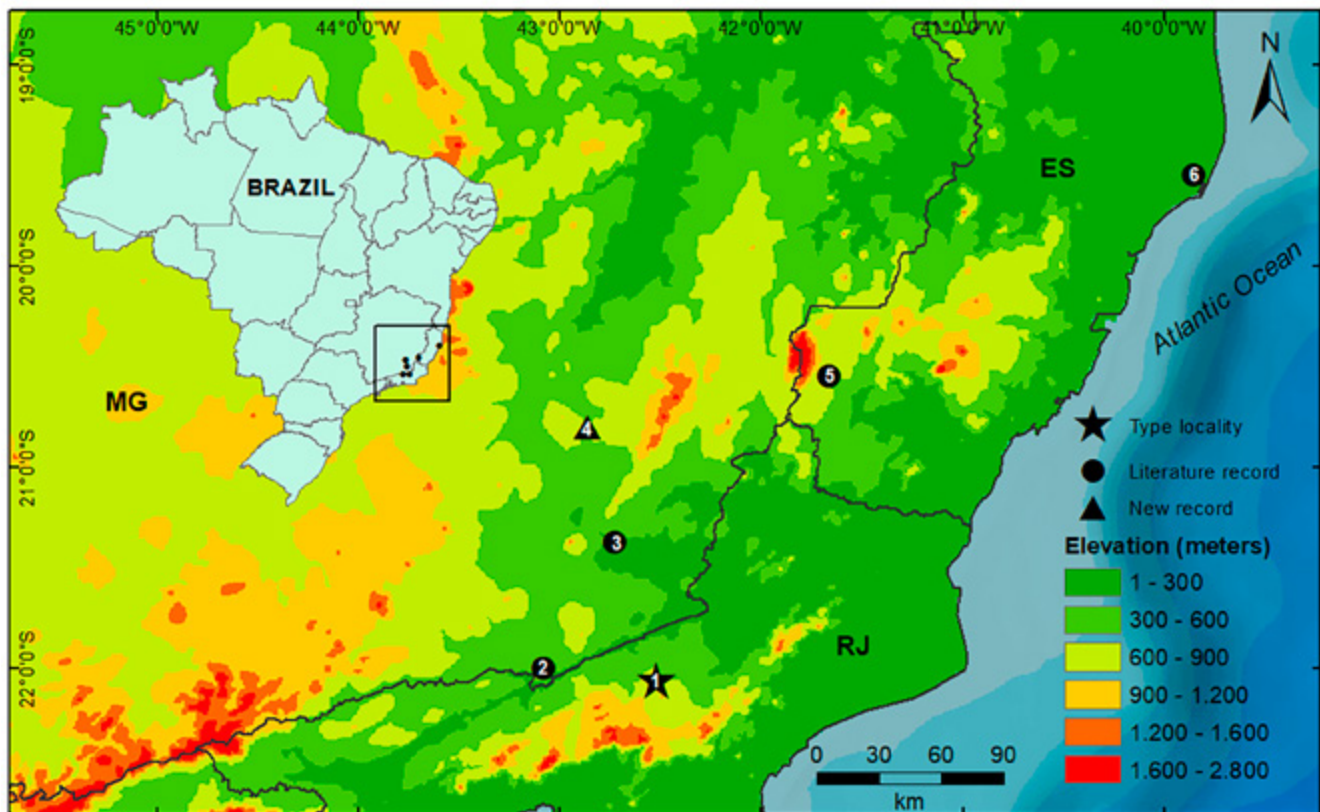 45°0'0"W 44°0'0"W 43°0'0"W 42°0'0"W 41°0'0"W 40°0'0"W
19°0'0"S
20°0'0"S
21°0'0"S
22°0'0"S
N
BRAZIL
ES
6
Atlantic Ocean
5
MG
4
Type locality
Literature record
New record
3
Elevation (meters)
1 - 300
300 - 600
600 - 900
900 - 1.200
1.200 - 1.600
1.600 - 2.800
RJ
2
1
0 30 60 90
km